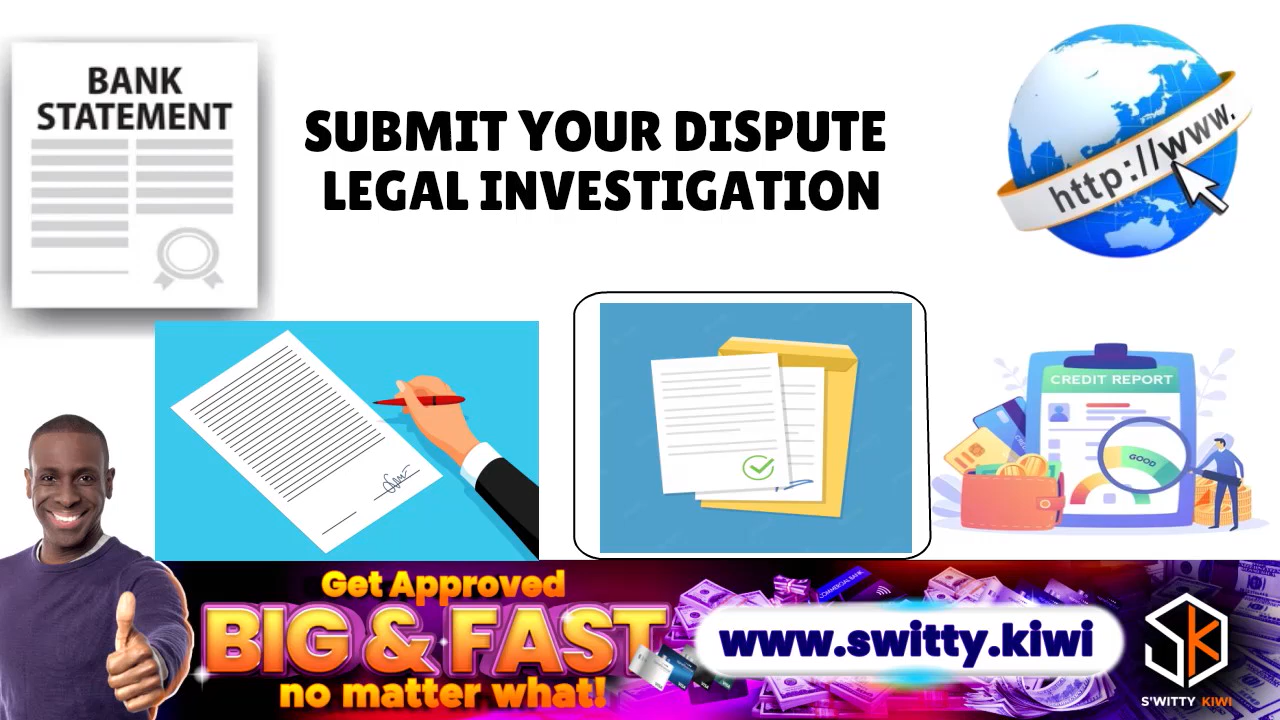 BANK
STATEMENT
SUBMIT YOUR DISPUTE
LEGAL INVESTIGATION
http://www.
CREDIT REPORT
GOOD
Get Approved
BIG & FAST
no matter what!
www.switty.kiwi
SK
S'WITTY KIWI